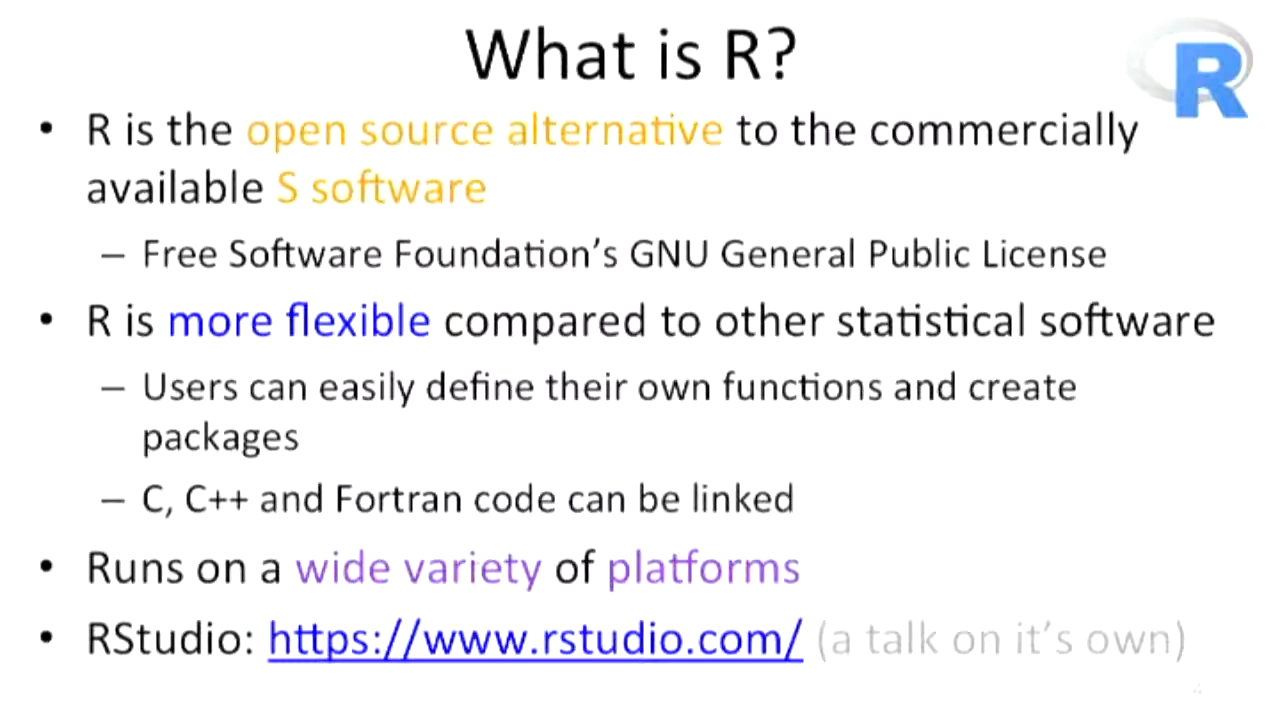 What is R?
R
• R is the open source alternative to the commercially
available S software
– Free Software Foundation’s GNU General Public License
• R is more flexible compared to other statistical software
– Users can easily define their own functions and create
packages
– C, C++ and Fortran code can be linked
• Runs on a wide variety of platforms
• RStudio: https://www.rstudio.com/ (a talk on it’s own)